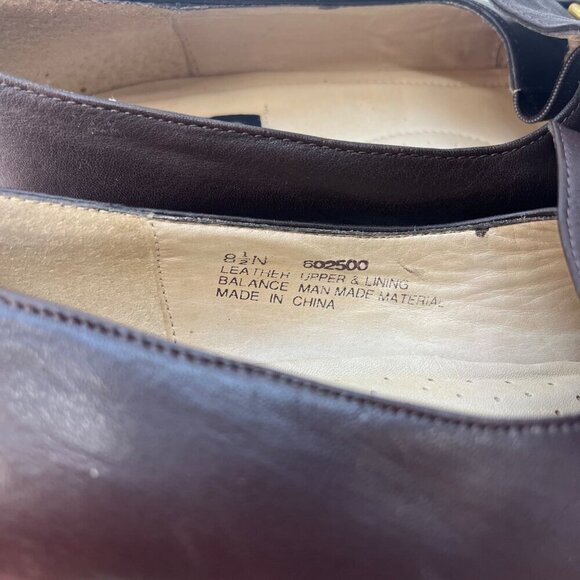 8½N 602500
LEATHER UPPER & LINING
BALANCE MAN MADE MATERIAL
MADE IN CHINA